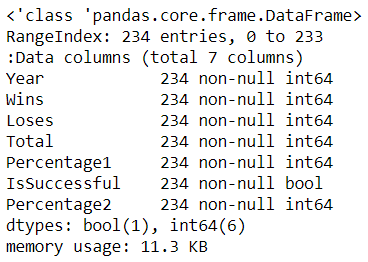 <'class 'pandas.core.frame.DataFrame>
RangeIndex: 234 entries, 0 to 233
:Data columns (total 7 columns)
Year 234 non-null int64
Wins 234 non-null int64
Loses 234 non-null int64
Total 234 non-null int64
Percentage1 234 non-null int64
IsSuccessful 234 non-null bool
Percentage2 234 non-null int64
dtypes: bool(1), int64(6)
memory usage: 11.3 KB